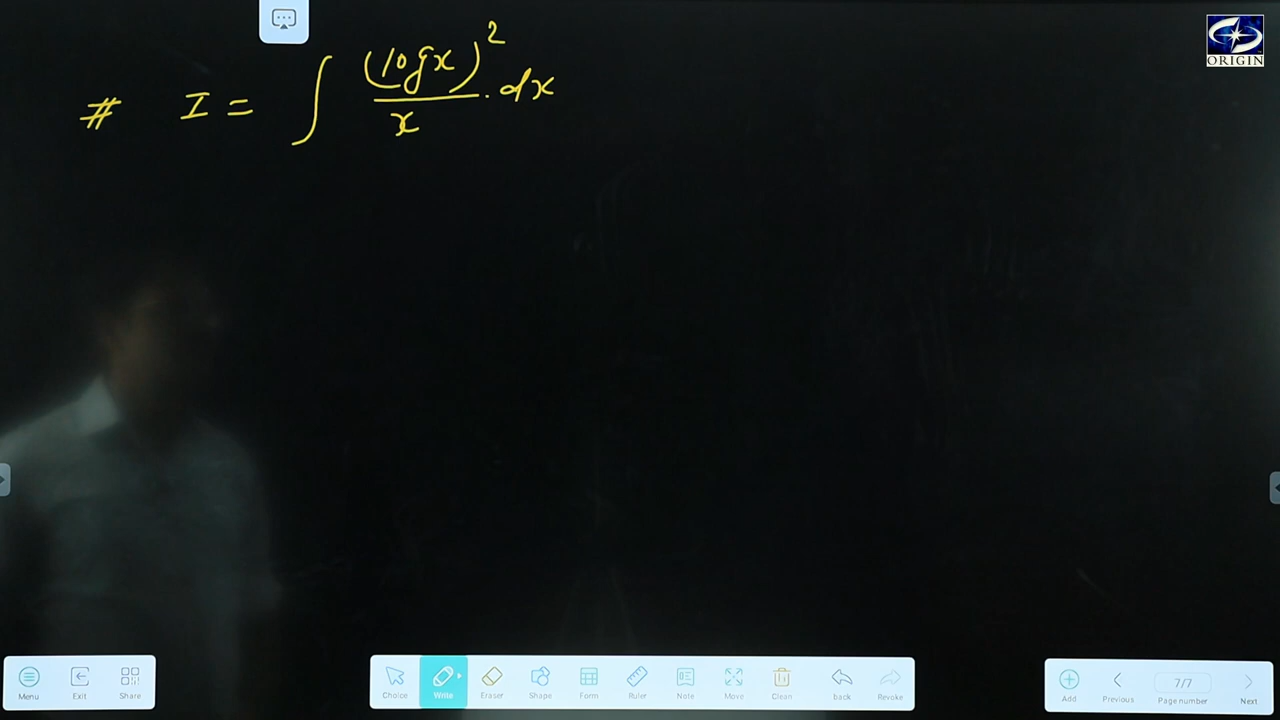 ORIGIN
# I = ∫ (logx)² / x . dx
Menu Exit Share
Choice Write Eraser Shape Form Ruler Note Move Clean back Revoke
Add Previous 7/7 Page number Next